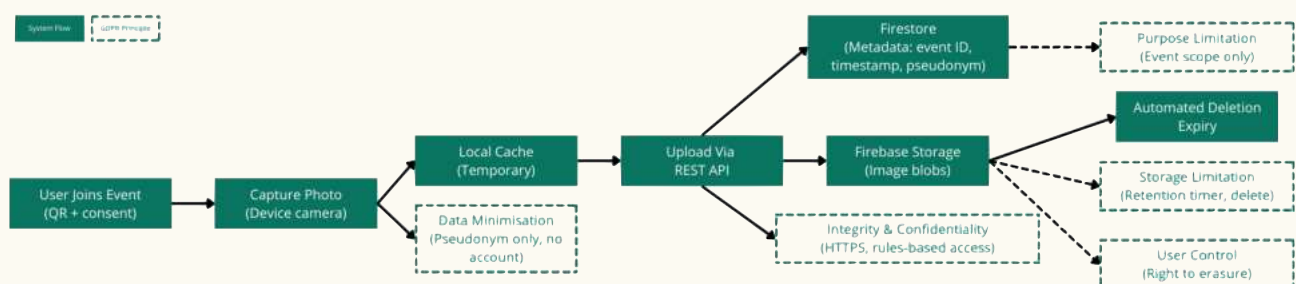 System Flow
GDPR Principle
User Joins Event
(QR + consent)
Capture Photo
(Device camera)
Local Cache
(Temporary)
Data Minimisation
(Pseudonym only, no
account)
Upload Via
REST API
Firestore
(Metadata: event ID,
timestamp, pseudonym)
Firebase Storage
(Image blobs)
Integrity & Confidentiality
(HTTPS, rules-based access)
Purpose Limitation
(Event scope only)
Automated Deletion
Expiry
Storage Limitation
(Retention timer, delete)
User Control
(Right to erasure)